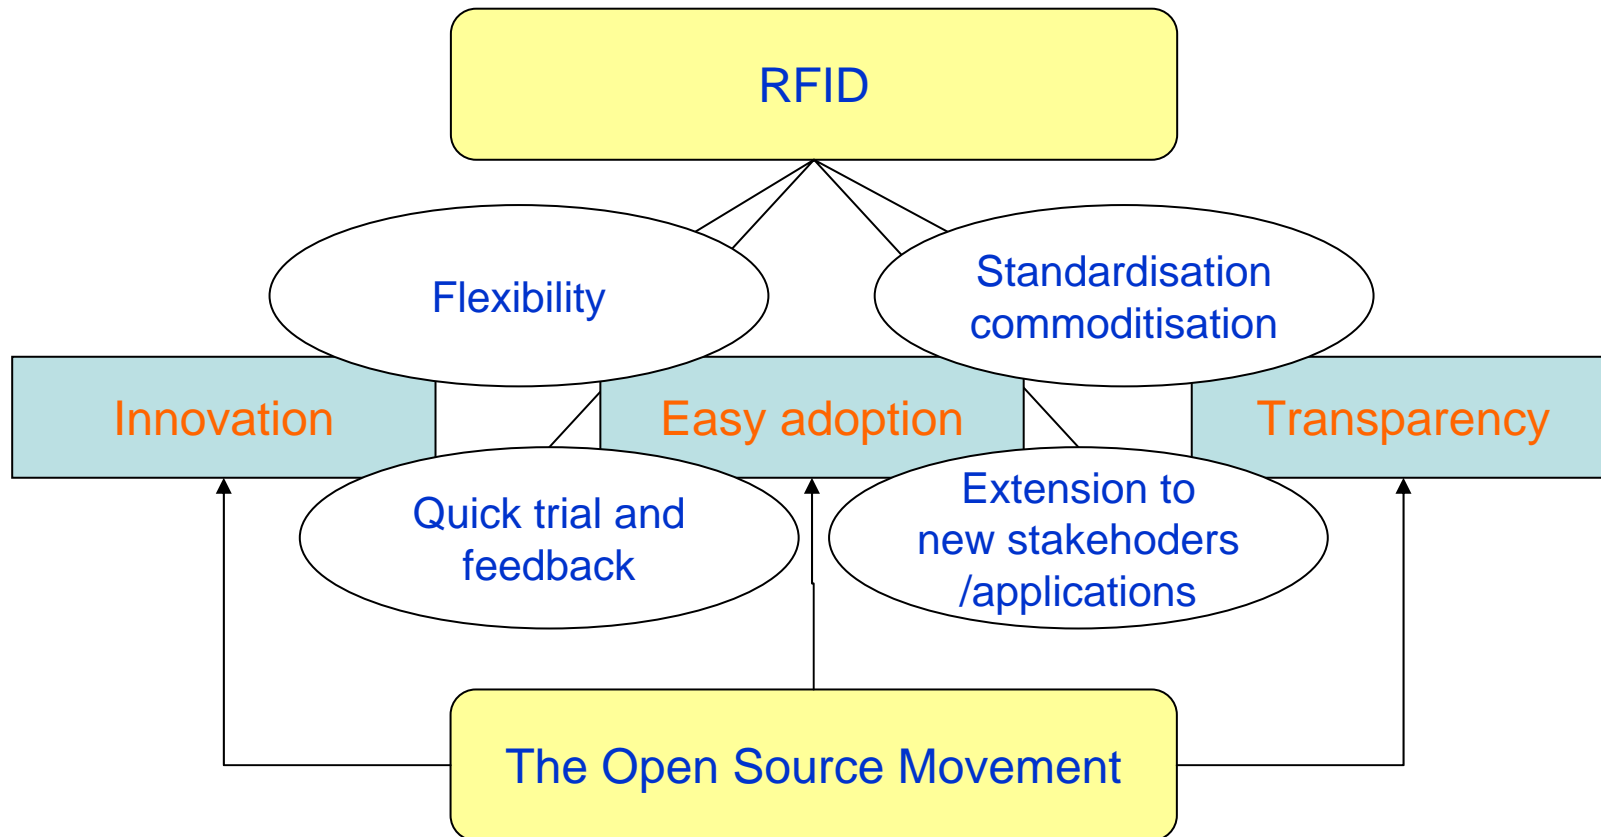 RFID
Flexibility
Standardisation
commoditisation
Innovation
Easy adoption
Transparency
Quick trial and
feedback
Extension to
new stakehoders
/applications
The Open Source Movement